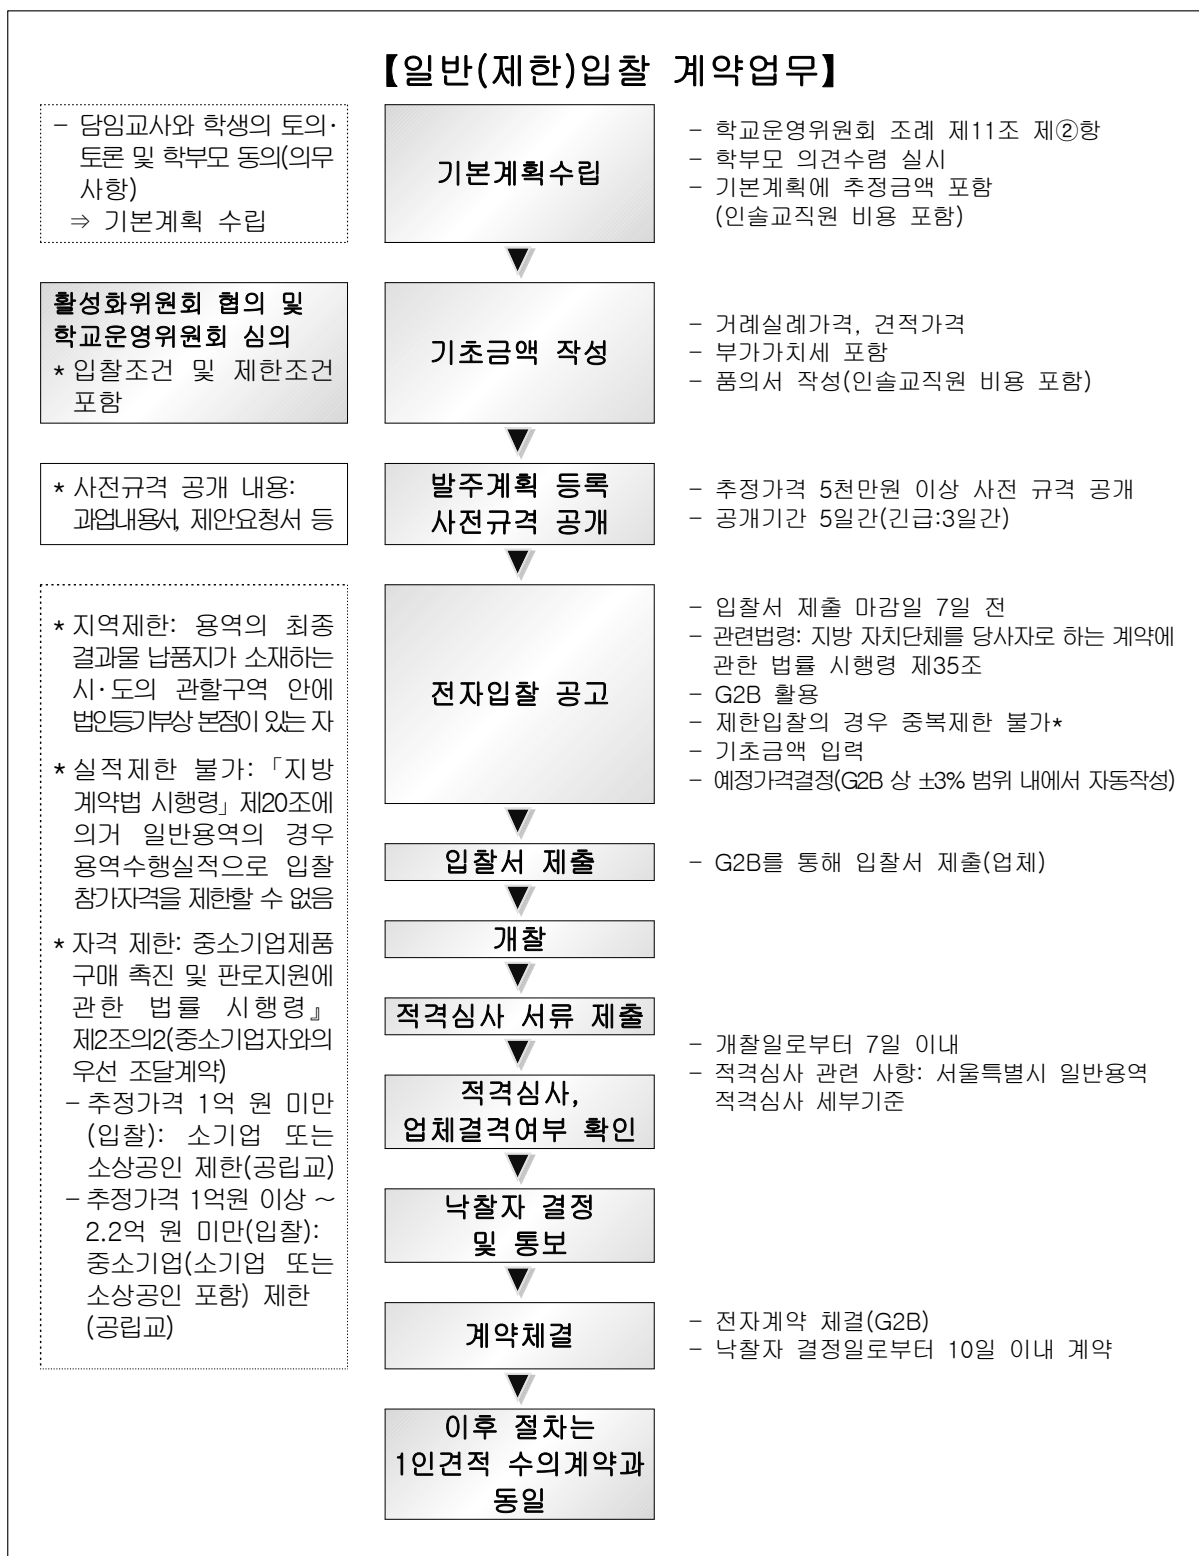 【일반(제한)입찰 계약업무】
- 담임교사와 학생의 토의·
토론 및 학부모 동의(의무
사항)
⇒ 기본계획 수립
기본계획수립
- 학교운영위원회 조례 제11조 제②항
- 학부모 의견수렴 실시
- 기본계획에 추정금액 포함
(인솔교직원 비용 포함)
활성화위원회 협의 및
학교운영위원회 심의
* 입찰조건 및 제한조건
포함
기초금액 작성
- 거례실례가격, 견적가격
- 부가가치세 포함
- 품의서 작성(인솔교직원 비용 포함)
* 사전규격 공개 내용:
과업내용서, 제안요청서 등
발주계획 등록
사전규격 공개
- 추정가격 5천만원 이상 사전 규격 공개
- 공개기간 5일간(긴급:3일간)
* 지역제한: 용역의 최종
결과물 납품지가 소재하는
시·도의 관할구역 안에
법인등기부상 본점이 있는 자
* 실적제한 불가: 「지방
계약법 시행령」 제20조에
의거 일반용역의 경우
용역수행실적으로 입찰
참가자격을 제한할 수 없음
* 자격 제한: 중소기업제품
구매 촉진 및 판로지원에
관한 법률 시행령』
제2조의2(중소기업자와의
우선 조달계약)
- 추정가격 1억 원 미만
(입찰): 소기업 또는
소상공인 제한(공립교)
- 추정가격 1억원 이상 ~
2.2억 원 미만(입찰):
중소기업(소기업 또는
소상공인 포함) 제한
(공립교)
전자입찰 공고
- 입찰서 제출 마감일 7일 전
- 관련법령: 지방 자치단체를 당사자로 하는 계약에
관한 법률 시행령 제35조
- G2B 활용
- 제한입찰의 경우 중복제한 불가*
- 기초금액 입력
- 예정가격결정(G2B 상 ±3% 범위 내에서 자동작성)
입찰서 제출
- G2B를 통해 입찰서 제출(업체)
개찰
적격심사 서류 제출
적격심사,
업체결격여부 확인
- 개찰일로부터 7일 이내
- 적격심사 관련 사항: 서울특별시 일반용역
적격심사 세부기준
낙찰자 결정
및 통보
계약체결
- 전자계약 체결(G2B)
- 낙찰자 결정일로부터 10일 이내 계약
이후 절차는
1인견적 수의계약과
동일